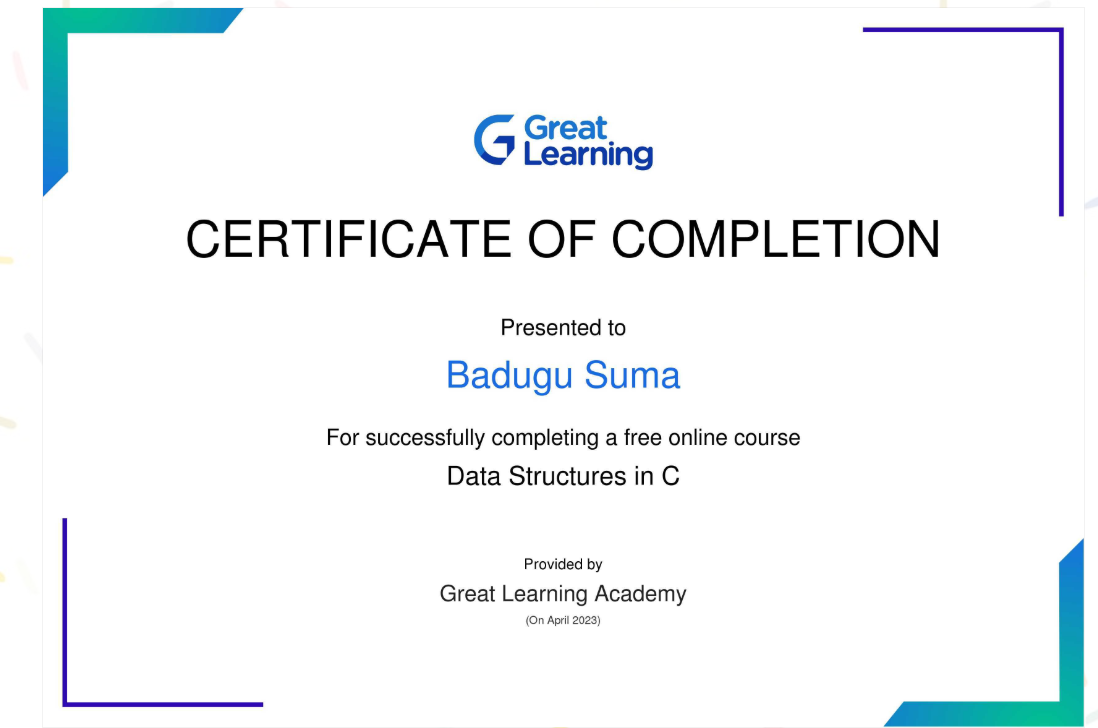 Great
Learning
CERTIFICATE OF COMPLETION
Presented to
Badugu Suma
For successfully completing a free online course
Data Structures in C
Provided by
Great Learning Academy
(On April 2023)